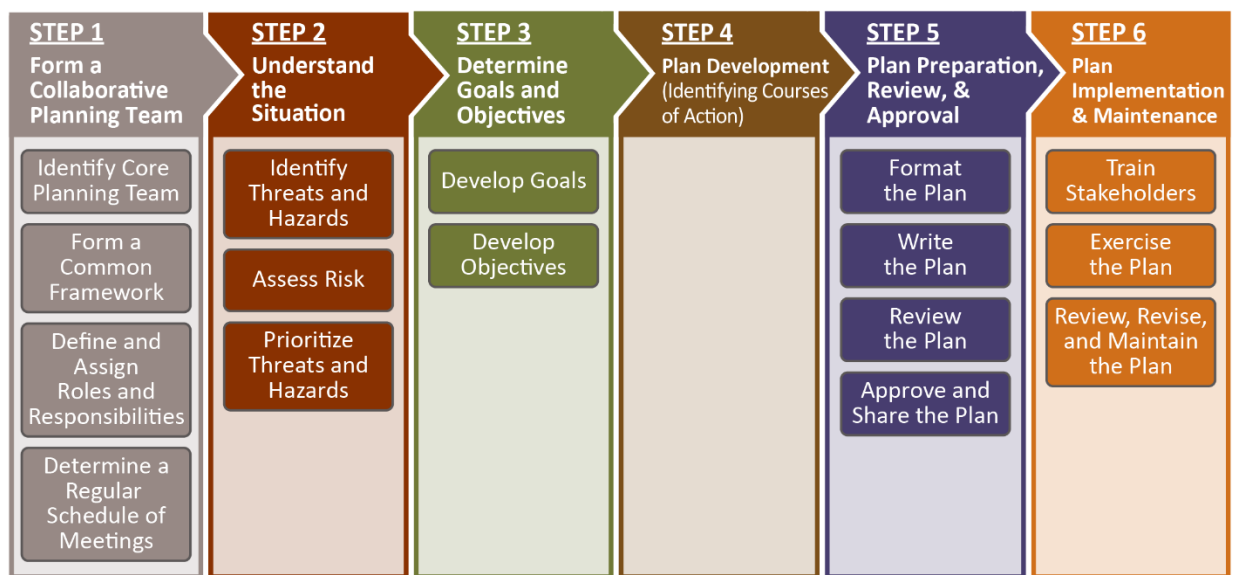 STEP 1
Form a
Collaborative
Planning Team
Identify Core
Planning Team
Form a
Common
Framework
Define and
Assign
Roles and
Responsibilities
Determine a
Regular
Schedule of
Meetings
STEP 2
Understand
the
Situation
Identify
Threats and
Hazards
Assess Risk
Prioritize
Threats and
Hazards
STEP 3
Determine
Goals and
Objectives
Develop Goals
Develop
Objectives
STEP 4
Plan Development
(Identifying Courses
of Action)
STEP 5
Plan Preparation,
Review, &
Approval
Format
the Plan
Write
the Plan
Review
the Plan
Approve and
Share the Plan
STEP 6
Plan
Implementation
& Maintenance
Train
Stakeholders
Exercise
the Plan
Review, Revise,
and Maintain
the Plan